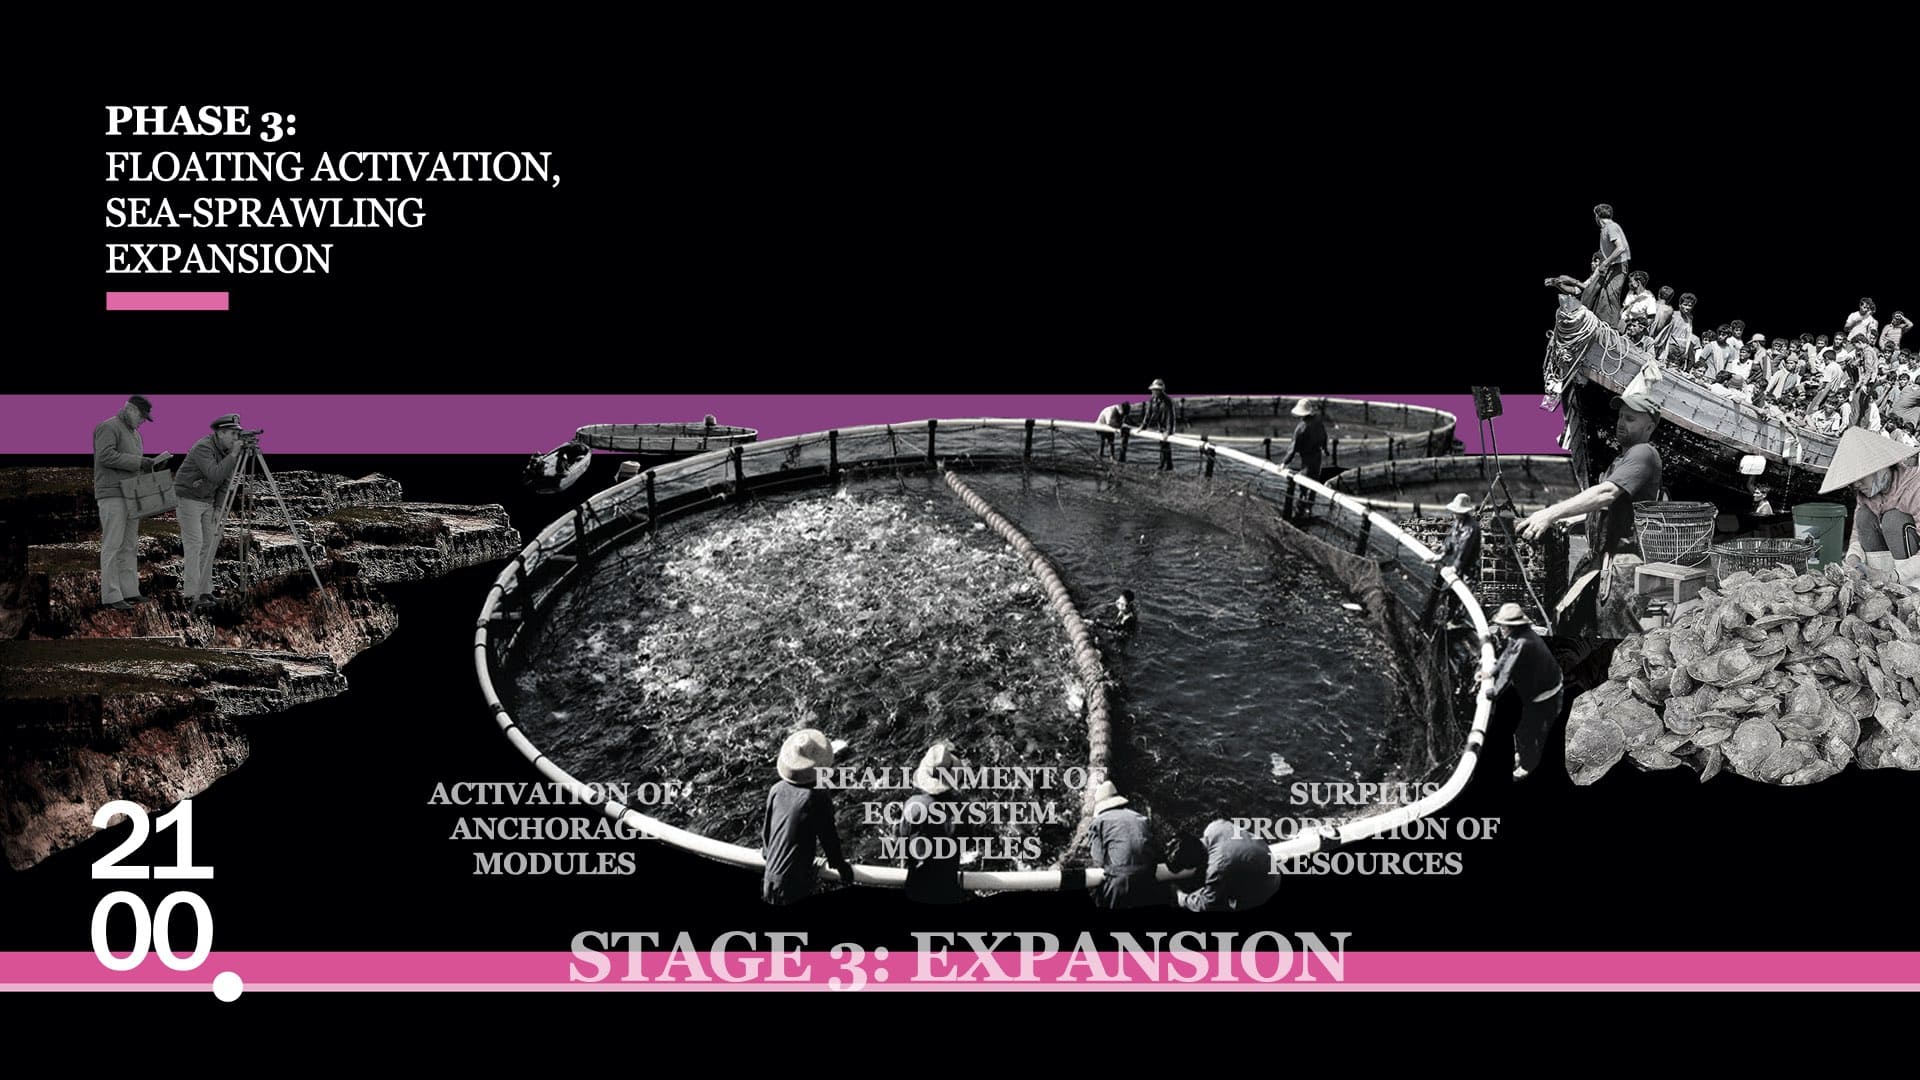 PHASE 3:
FLOATING ACTIVATION,
SEA-SPRAWLING
EXPANSION
ACTIVATION OF
ANCHORAGE
MODULES
REALIGNMENT OF
ECOSYSTEM
MODULES
SURPLUS
PRODUCTION OF
RESOURCES
21
00
STAGE 3: EXPANSION